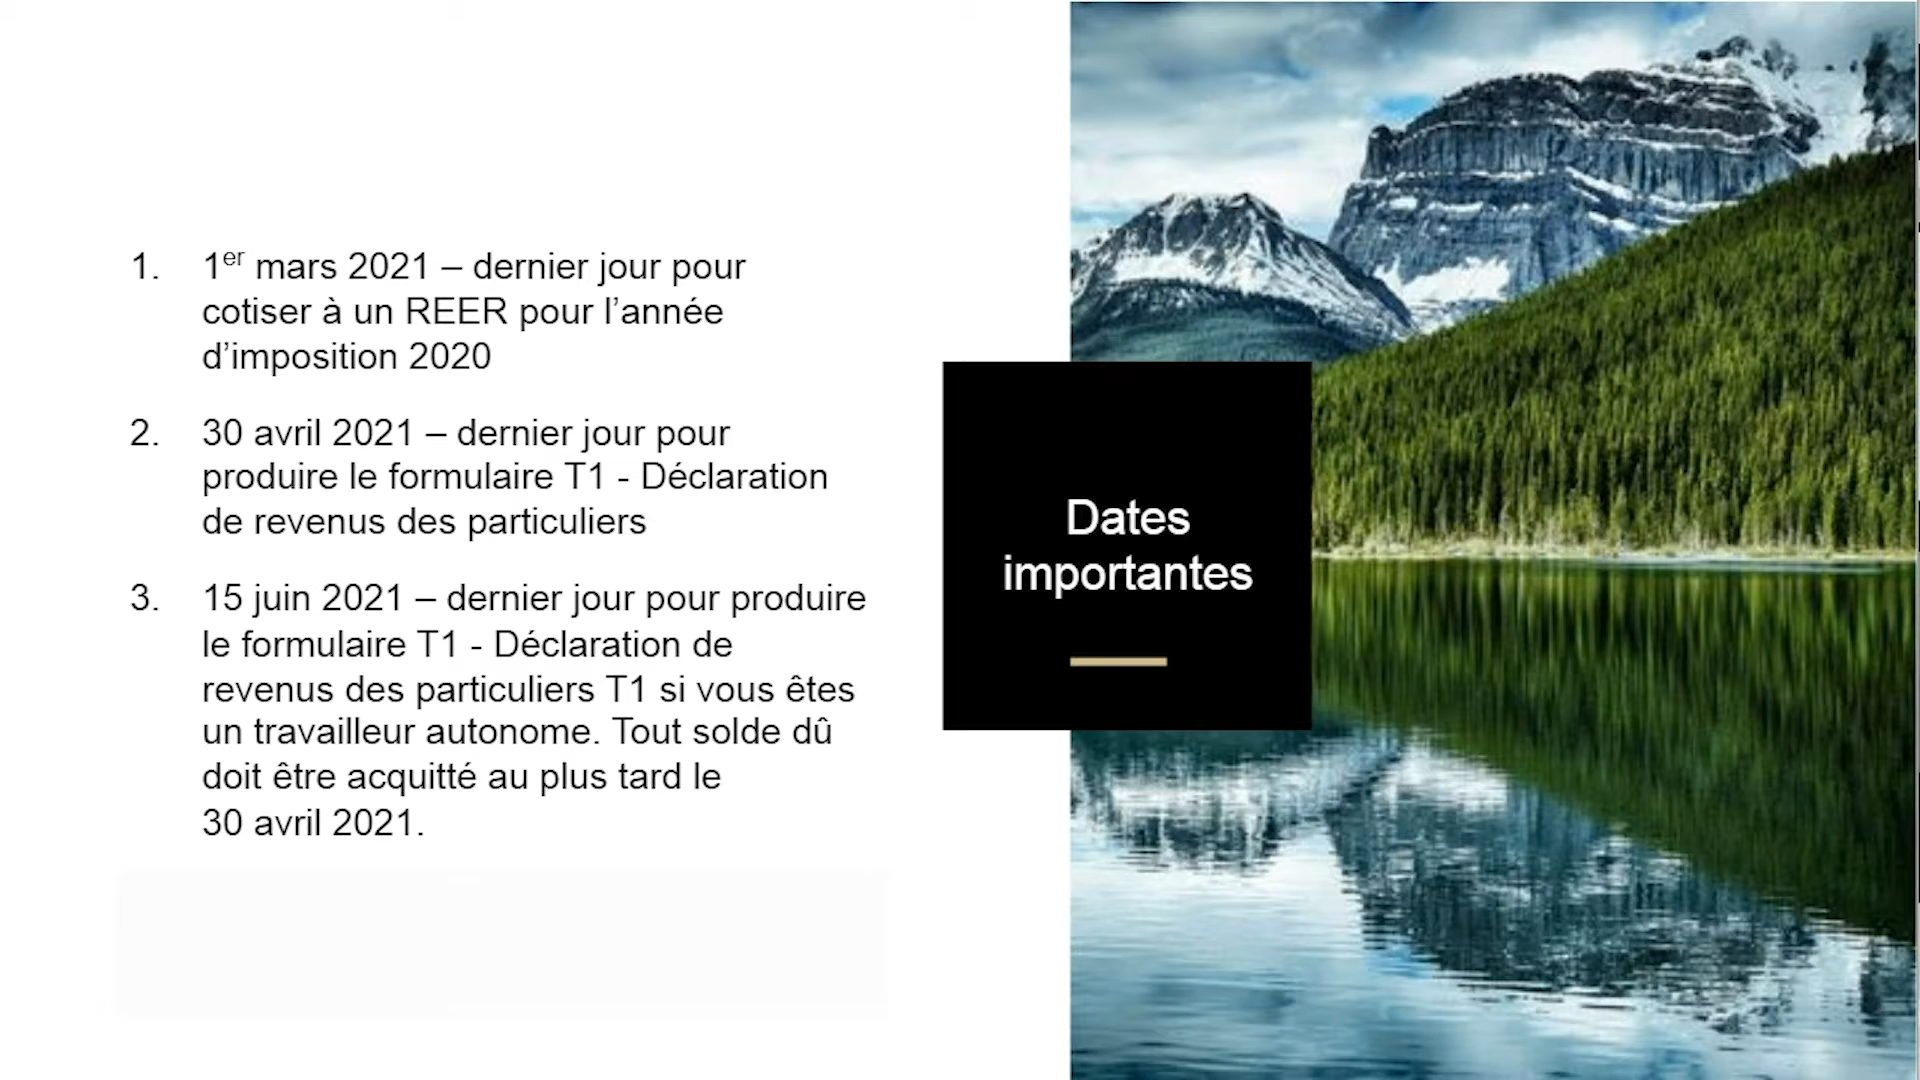 1. 1er mars 2021 – dernier jour pour
cotiser à un REER pour l’année
d’imposition 2020
2. 30 avril 2021 – dernier jour pour
produire le formulaire T1 - Déclaration
de revenus des particuliers
3. 15 juin 2021 – dernier jour pour produire
le formulaire T1 - Déclaration de
revenus des particuliers T1 si vous êtes
un travailleur autonome. Tout solde dû
doit être acquitté au plus tard le
30 avril 2021.
Dates
importantes